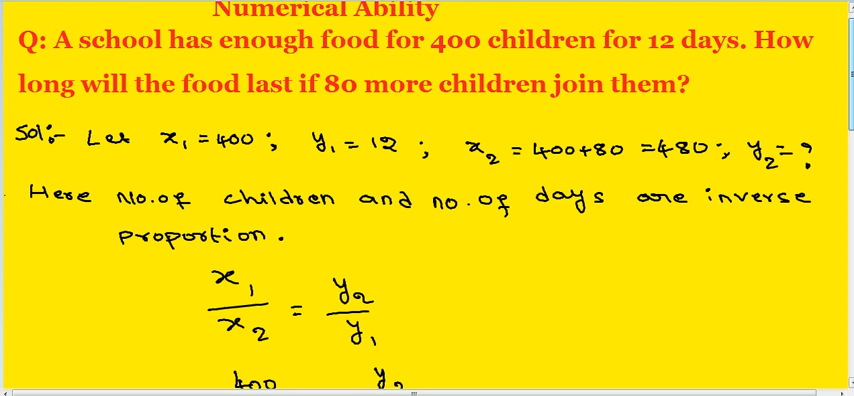 Numerical Ability
Q: A school has enough food for 400 children for 12 days. How
long will the food last if 80 more children join them?
Sol:- Let x₁ = 400 ; y₁ = 12 ; x₂ = 400+80 = 480 ; y₂ = ?
Here No. of children and no. of days are inverse
proportion.
x₁/x₂ = y₂/y₁
400 y₂